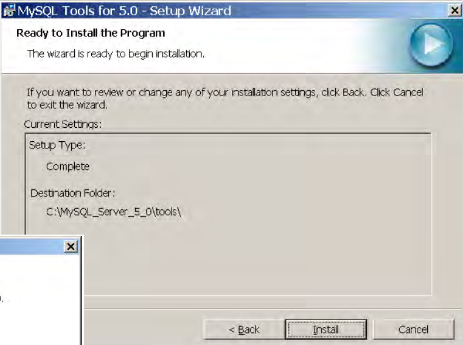 MySQL Tools for 5.0 - Setup Wizard
Ready to Install the Program
The wizard is ready to begin installation.
If you want to review or change any of your installation settings, click Back. Click Cancel
to exit the wizard.
Current Settings:
Setup Type:
Complete
Destination Folder:
C:\MySQL_Server_5_0\tools\
< Back
Install
Cancel